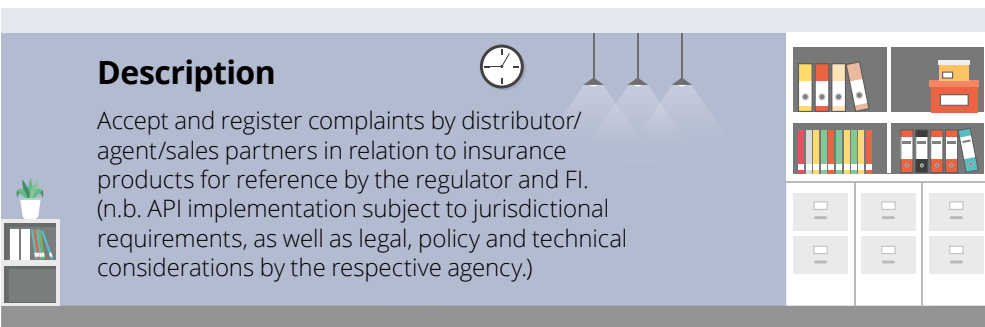 Description
Accept and register complaints by distributor/
agent/sales partners in relation to insurance
products for reference by the regulator and FI.
(n.b. API implementation subject to jurisdictional
requirements, as well as legal, policy and technical
considerations by the respective agency.)